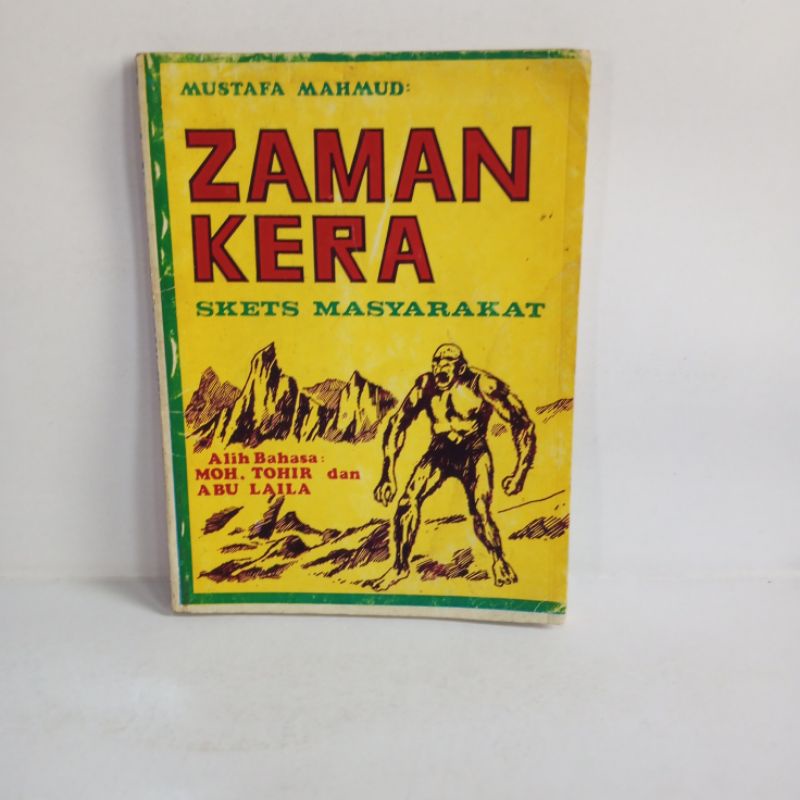 MUSTAFA MAHMUD:
ZAMAN
KERA
SKETS MASYARAKAT
Alih Bahasa:
MOH. TOHIR dan
ABU LAILA